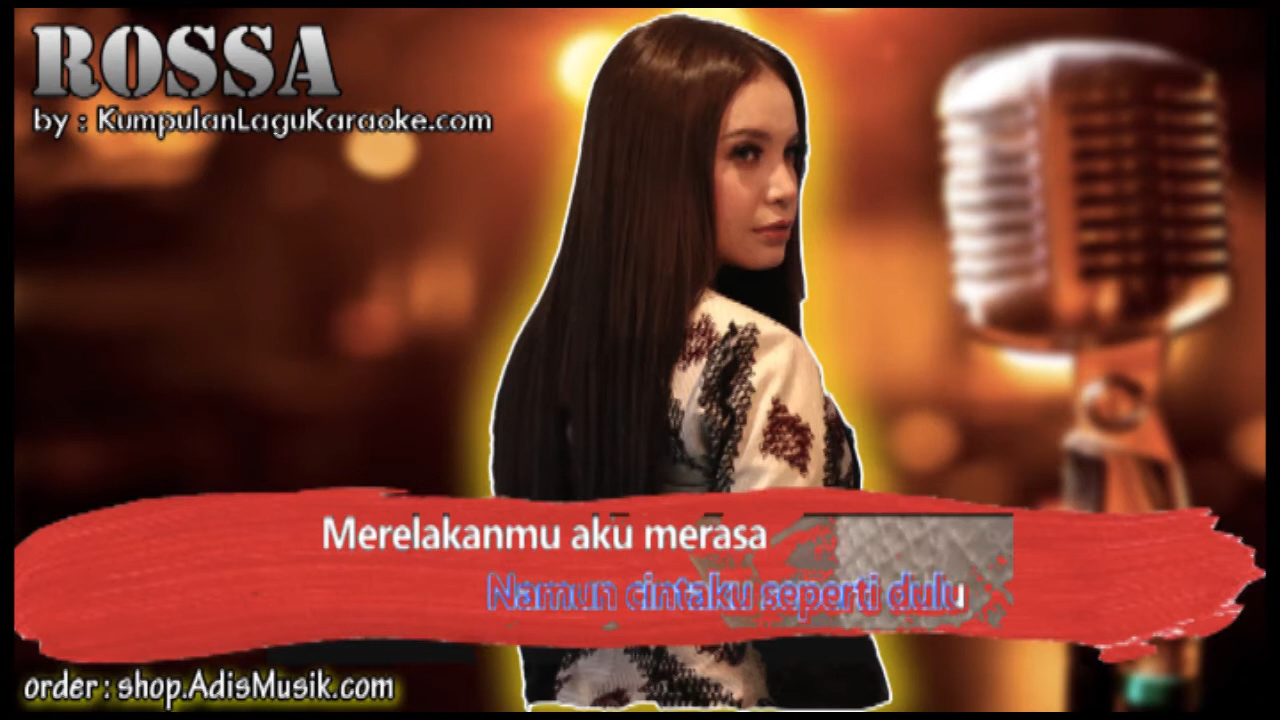 ROSSA
by : KumpulanLaguKaraoke.com
Merelakanmu aku merasa
Namun cintaku seperti dulu
order : shop.AdisMusik.com